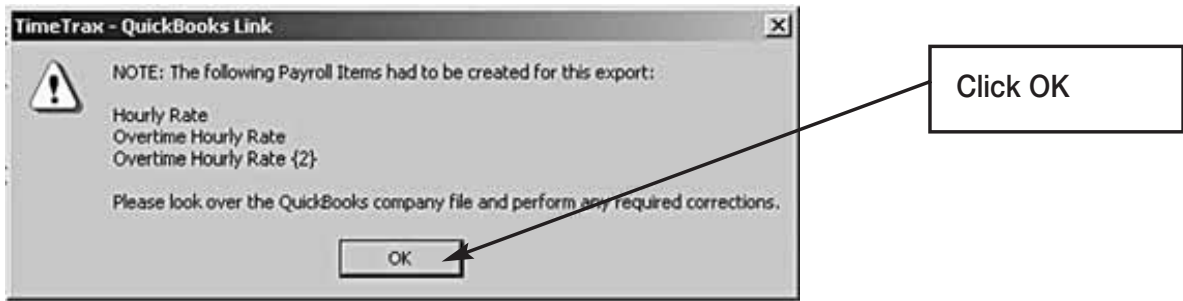 TimeTrax - QuickBooks Link
NOTE: The following Payroll Items had to be created for this export:
Hourly Rate
Overtime Hourly Rate
Overtime Hourly Rate {2}
Please look over the QuickBooks company file and perform any required corrections.
OK
Click OK